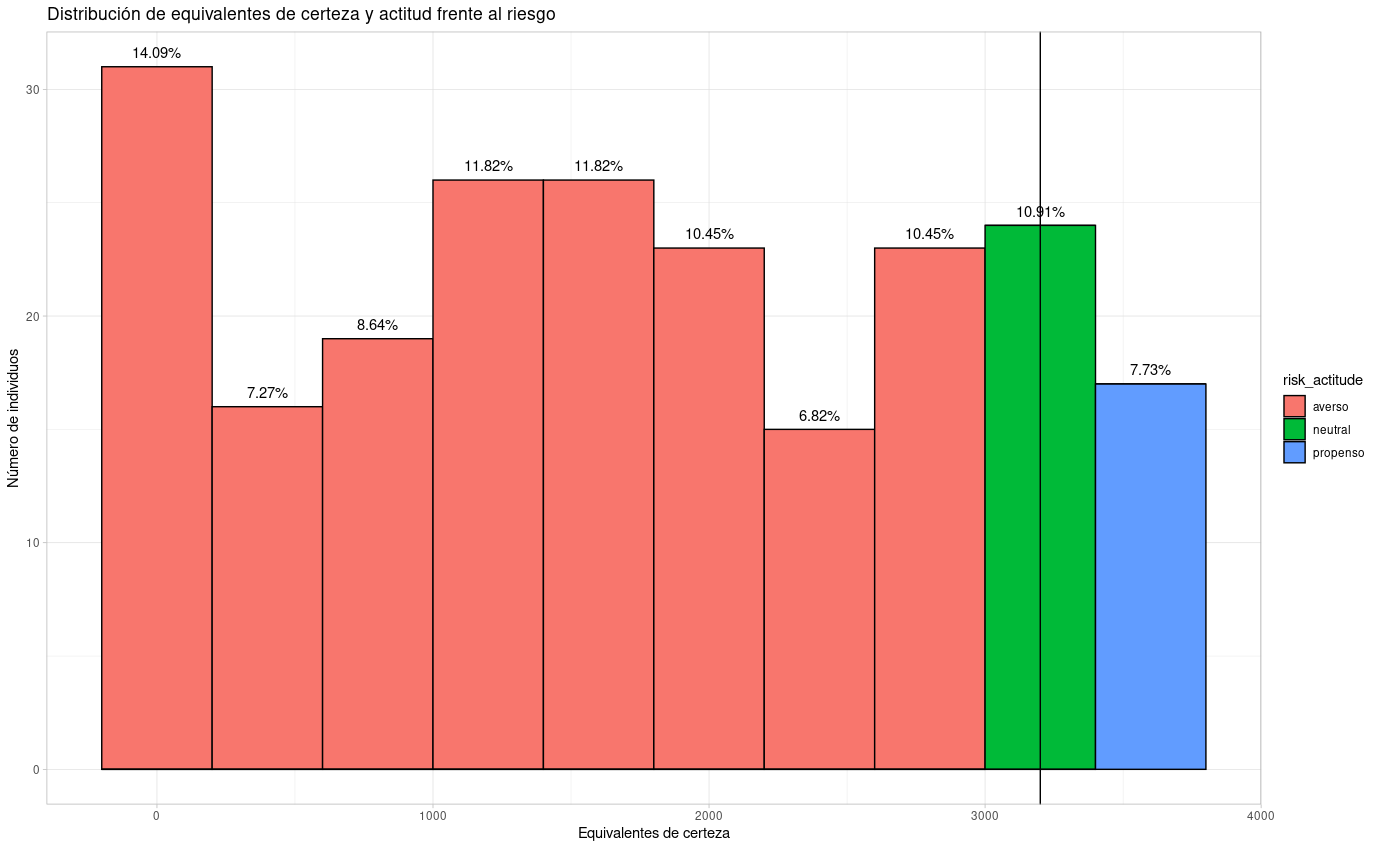 Distribución de equivalentes de certeza y actitud frente al riesgo
14.09%
7.27%
8.64%
11.82%
11.82%
10.45%
6.82%
10.45%
10.91%
7.73%
30
20
10
0
Número de individuos
0
1000
2000
3000
4000
Equivalentes de certeza
risk_actitude
averso
neutral
propenso